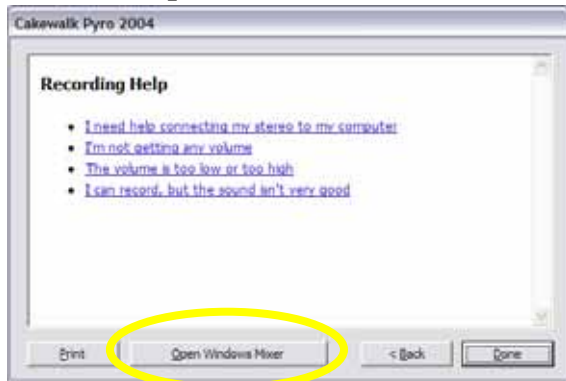 Cakewalk Pyro 2004
Recording Help
I need help connecting my stereo to my computer
I'm not getting any volume
The volume is too low or too high
I can record, but the sound isn't very good
Print
Open Windows Mixer
< Back
Done